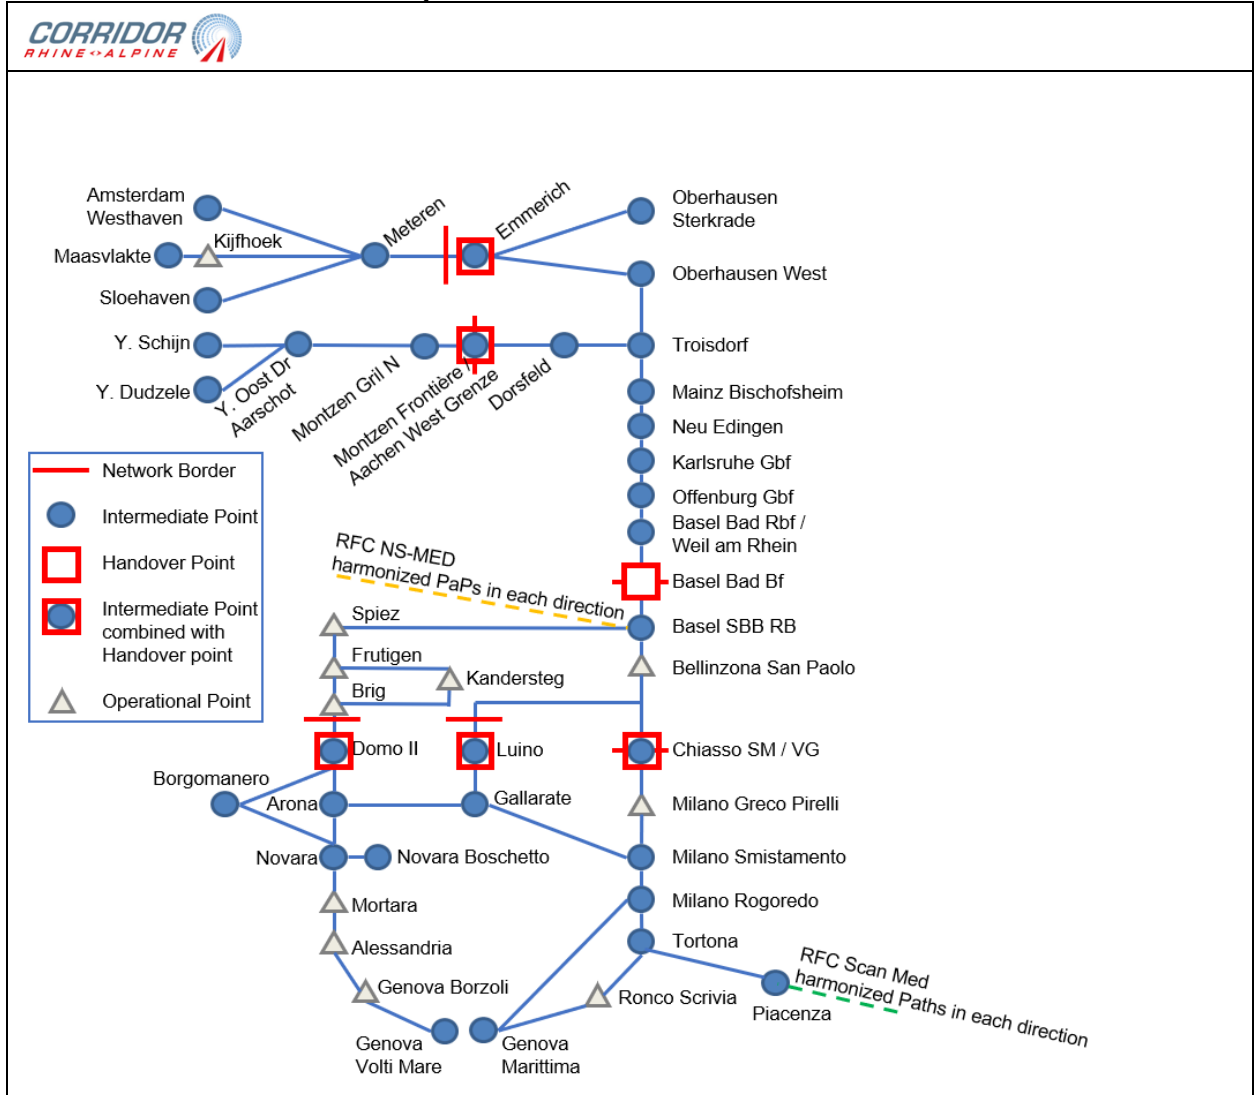 CORRIDOR
RHINE<>ALPINE
Amsterdam
Westhaven
Kijfhoek
Maasvlakte
Sloehaven
Meteren
Emmerich
Oberhausen
Sterkrade
Oberhausen West
Y. Schijn
Y. Dudzele
Y. Oost Dr
Aarschot
Montzen Gril N
Montzen Frontière /
Aachen West Grenze
Dorsfeld
Troisdorf
Mainz Bischofsheim
Neu Edingen
Karlsruhe Gbf
Offenburg Gbf
Basel Bad Rbf /
Weil am Rhein
Basel Bad Bf
Basel SBB RB
Bellinzona San Paolo
Network Border
Intermediate Point
Handover Point
Intermediate Point
combined with
Handover point
Operational Point
RFC NS-MED
harmonized PaPs in each direction
Spiez
Frutigen
Kandersteg
Brig
Domo II
Luino
Chiasso SM / VG
Borgomanero
Arona
Gallarate
Milano Greco Pirelli
Novara
Novara Boschetto
Milano Smistamento
Mortara
Milano Rogoredo
Alessandria
Tortona
Genova Borzoli
Ronco Scrivia
RFC Scan Med
harmonized Paths in each direction
Piacenza
Genova
Volti Mare
Genova
Marittima